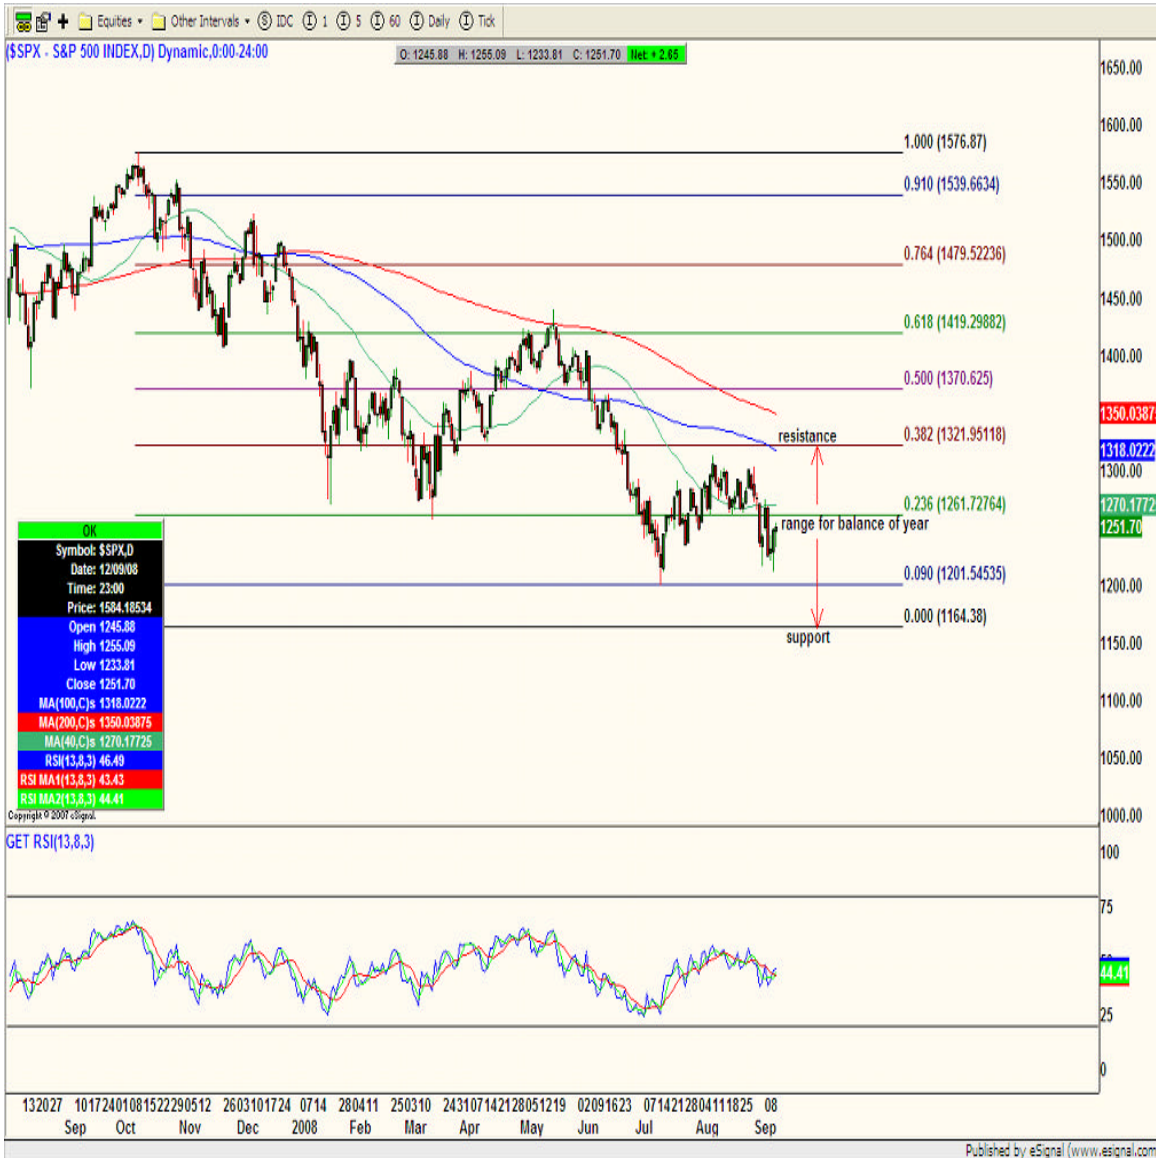 Equities Other Intervals IDC 1 5 60 Daily Tick
($SPX - S&P 500 INDEX,D) Dynamic,0:00-24:00
O: 1245.88 H: 1255.09 L: 1233.81 C: 1251.70 Net: +2.65
1650.00
1600.00
1.000 (1576.87)
1550.00
0.910 (1539.6634)
1500.00
0.764 (1479.52236)
1450.00
0.618 (1419.29882)
1400.00
0.500 (1370.625)
1350.0387
resistance
0.382 (1321.95118)
1318.0222
1300.00
0.236 (1261.72764)
1270.1772
range for balance of year
1251.70
0.090 (1201.54535)
1200.00
0.000 (1164.38)
support
1150.00
1100.00
1050.00
1000.00
OK
Symbol: $SPX,D
Date: 12/09/08
Time: 23:00
Price: 1584.18534
Open 1245.88
High 1255.09
Low 1233.81
Close 1251.70
MA(100,C)s 1318.0222
MA(200,C)s 1350.03875
MA(40,C)s 1270.17725
RSI(13,8,3) 46.49
RSI MA1(13,8,3) 43.43
RSI MA2(13,8,3) 44.41
Copyright © 2007 eSignal.
GET RSI(13,8,3)
100
75
44.41
25
0
132027 10172401081522290512 2603101724 0714 280411 250310 243107142128051219 02091623 0714212804111825 08
Sep Oct Nov Dec 2008 Feb Mar Apr May Jun Jul Aug Sep
Published by eSignal (www.esignal.com